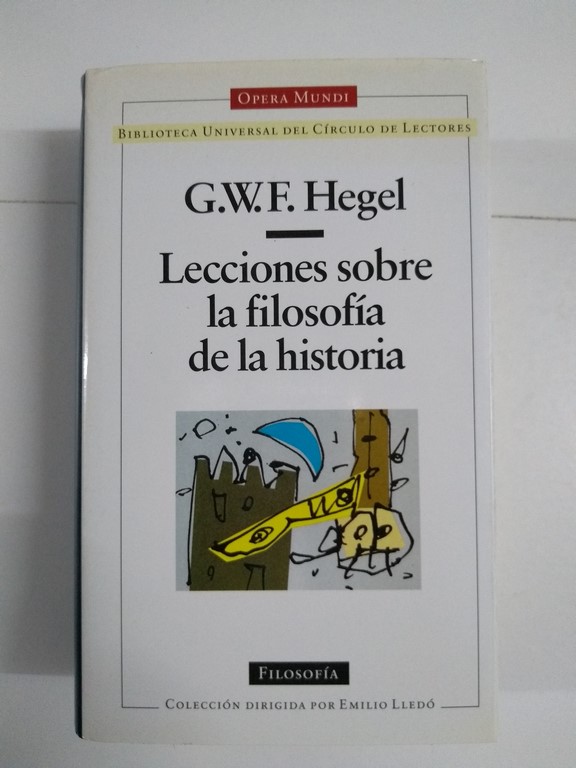 OPERA MUNDI
BIBLIOTECA UNIVERSAL DEL CÍRCULO DE LECTORES
G.W.F. Hegel
Lecciones sobre
la filosofía
de la historia
FILOSOFÍA
COLECCIÓN DIRIGIDA POR EMILIO LLEDÓ